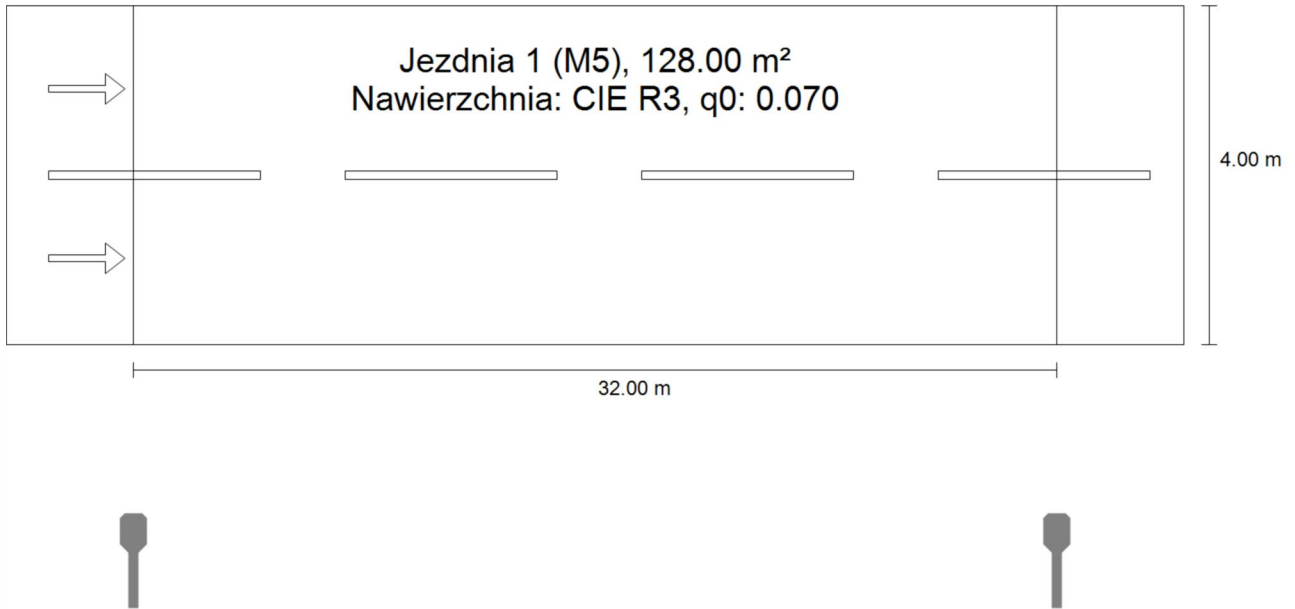 Jezdnia 1 (M5), 128.00 m²
Nawierzchnia: CIE R3, q0: 0.070
4.00 m
32.00 m